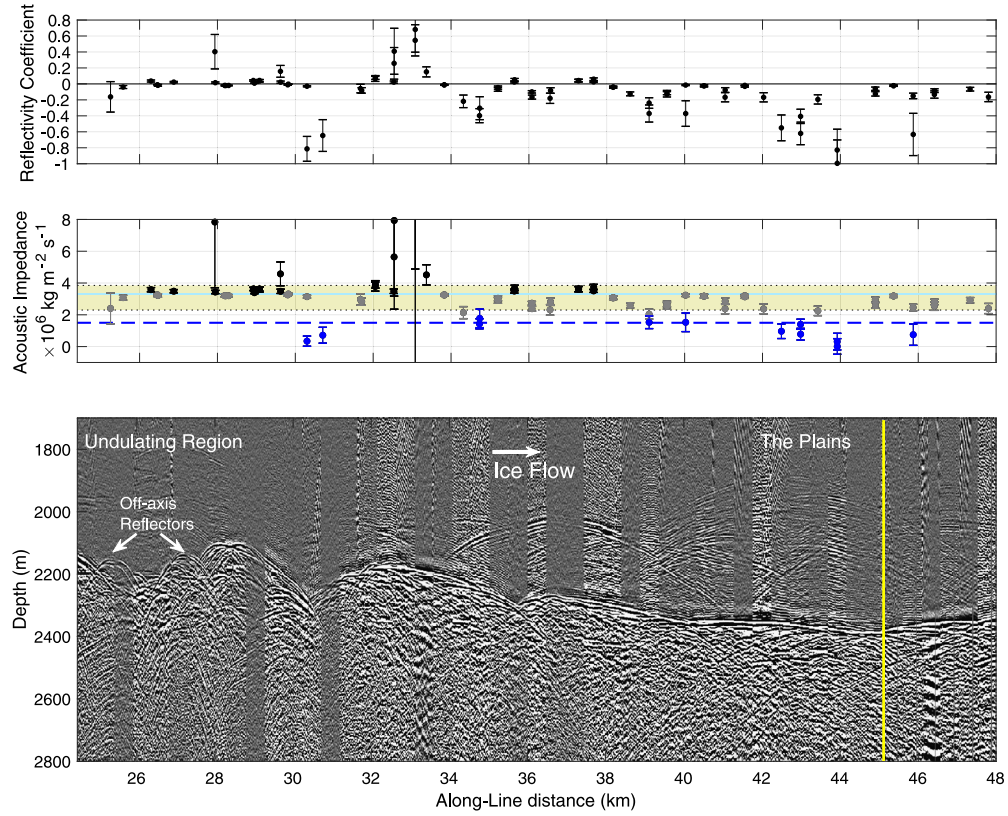 Reflectivity Coefficient
0.8
0.6
0.4
0.2
0
-0.2
-0.4
-0.6
-0.8
-1
Acoustic Impedance
×10⁶ kg m⁻² s⁻¹
8
6
4
2
0
Depth (m)
1800
2000
2200
2400
2600
2800
Undulating Region
Off-axis
Reflectors
Ice Flow
The Plains
26 28 30 32 34 36 38 40 42 44 46 48
Along-Line distance (km)